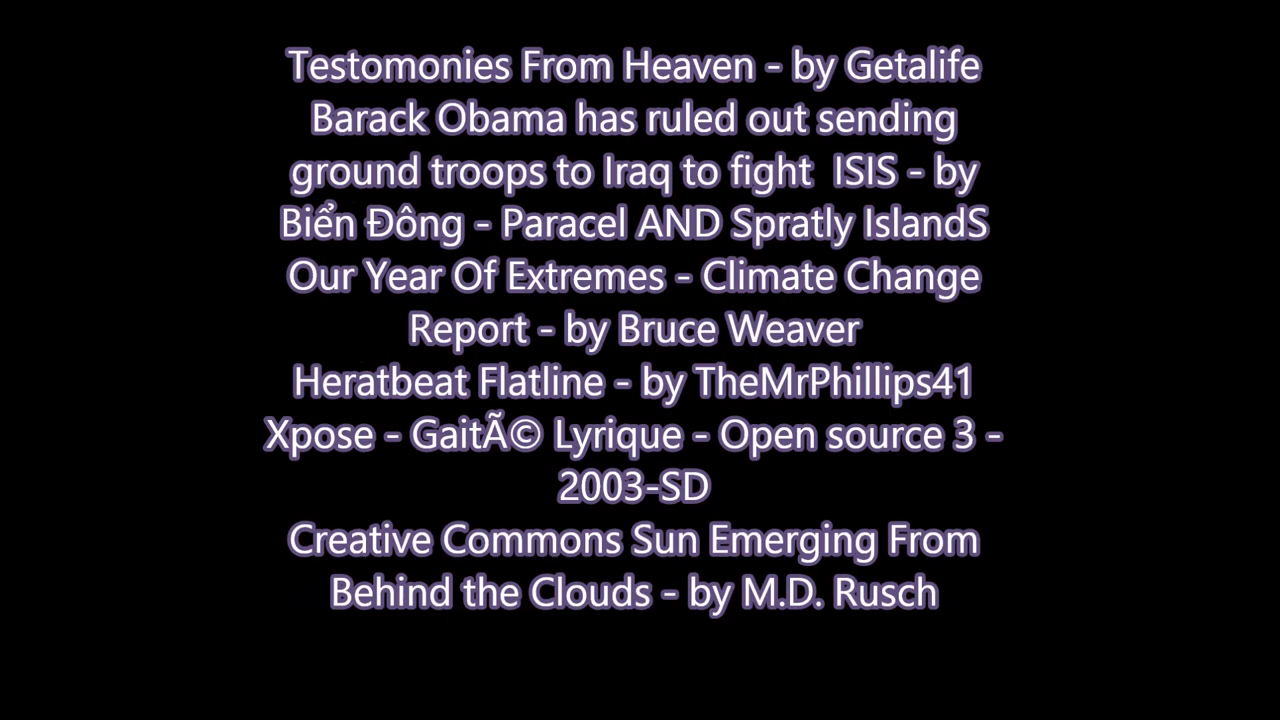 Testomonies From Heaven - by Getalife
Barack Obama has ruled out sending
ground troops to Iraq to fight  ISIS - by
Biển Đông - Paracel AND Spratly IslandS
Our Year Of Extremes - Climate Change
Report - by Bruce Weaver
Heratbeat Flatline - by TheMrPhillips41
Xpose - GaitÃ© Lyrique - Open source 3 -
2003-SD
Creative Commons Sun Emerging From
Behind the Clouds - by M.D. Rusch